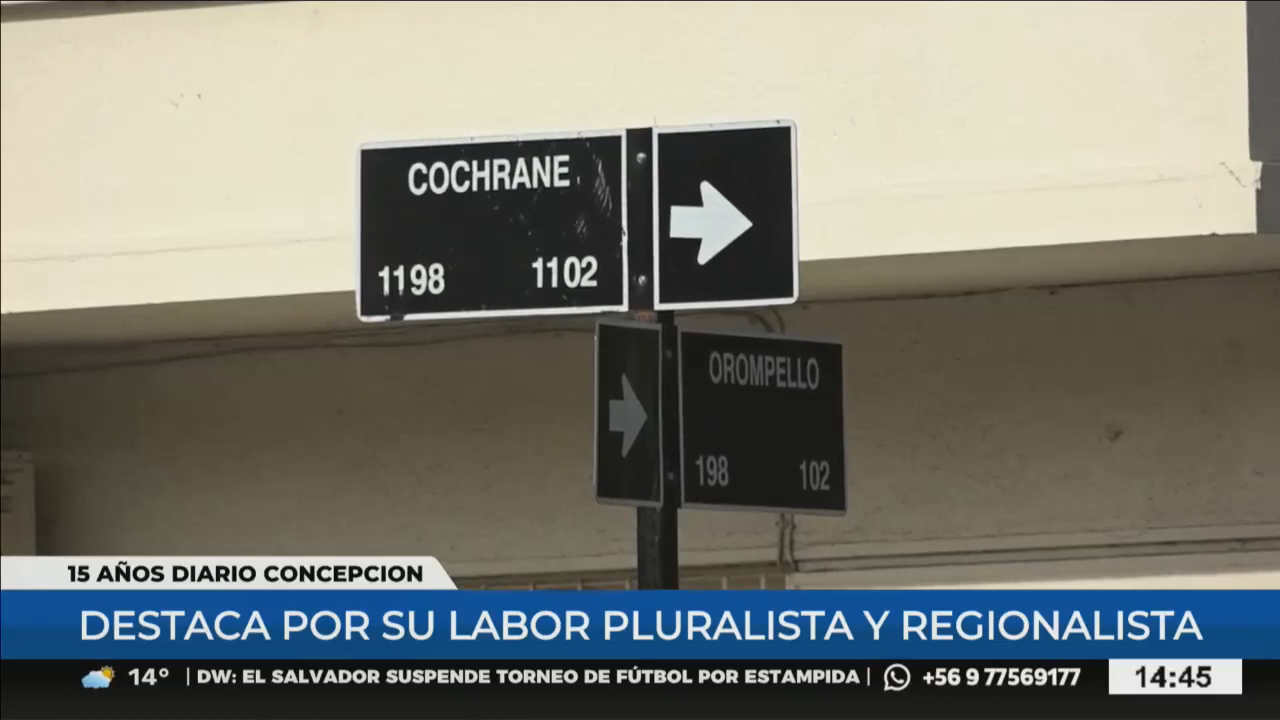 COCHRANE
1198 1102
OROMPELLO
198 102
15 AÑOS DIARIO CONCEPCION
DESTACA POR SU LABOR PLURALISTA Y REGIONALISTA
14° | DW: EL SALVADOR SUSPENDE TORNEO DE FÚTBOL POR ESTAMPIDA | +56 9 77569177 14:45